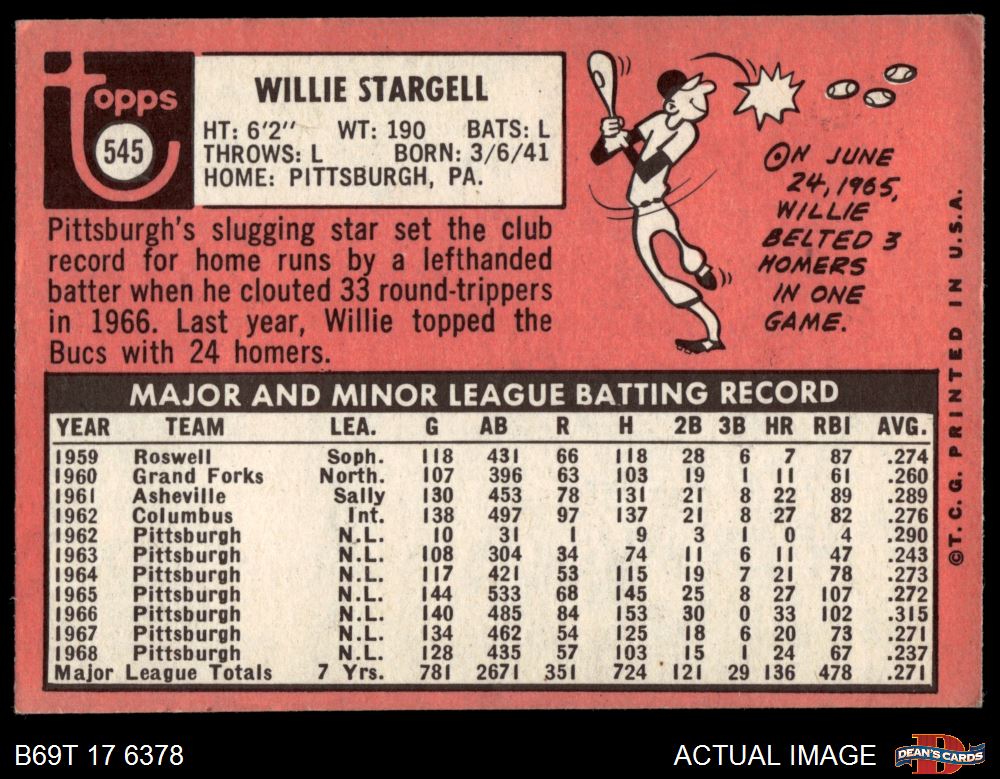 topps
545
WILLIE STARGELL
HT: 6'2" WT: 190 BATS: L
THROWS: L BORN: 3/6/41
HOME: PITTSBURGH, PA.
Pittsburgh's slugging star set the club
record for home runs by a lefthanded
batter when he clouted 33 round-trippers
in 1966. Last year, Willie topped the
Bucs with 24 homers.
ON JUNE
24, 1965,
WILLIE
BELTED 3
HOMERS
IN ONE
GAME.
MAJOR AND MINOR LEAGUE BATTING RECORD
YEAR TEAM LEA. G AB R H 2B 3B HR RBI AVG.
1959 Roswell Soph. 118 431 66 118 28 6 7 87 .274
1960 Grand Forks North. 107 396 63 103 19 1 11 61 .260
1961 Asheville Sally 130 453 78 131 21 8 22 89 .289
1962 Columbus Int. 138 497 97 137 21 8 27 82 .276
1962 Pittsburgh N.L. 10 31 1 9 3 1 0 4 .290
1963 Pittsburgh N.L. 108 304 34 74 11 6 11 47 .243
1964 Pittsburgh N.L. 117 421 53 115 19 7 21 78 .273
1965 Pittsburgh N.L. 144 533 68 145 25 8 27 107 .272
1966 Pittsburgh N.L. 140 485 84 153 30 0 33 102 .315
1967 Pittsburgh N.L. 134 462 54 125 18 6 20 73 .271
1968 Pittsburgh N.L. 128 435 57 103 15 1 24 67 .237
Major League Totals 7 Yrs. 781 2671 351 724 121 29 136 478 .271
©T. C. G. PRINTED IN U.S.A.
B69T 17 6378
ACTUAL IMAGE
D
DEAN'S CARDS